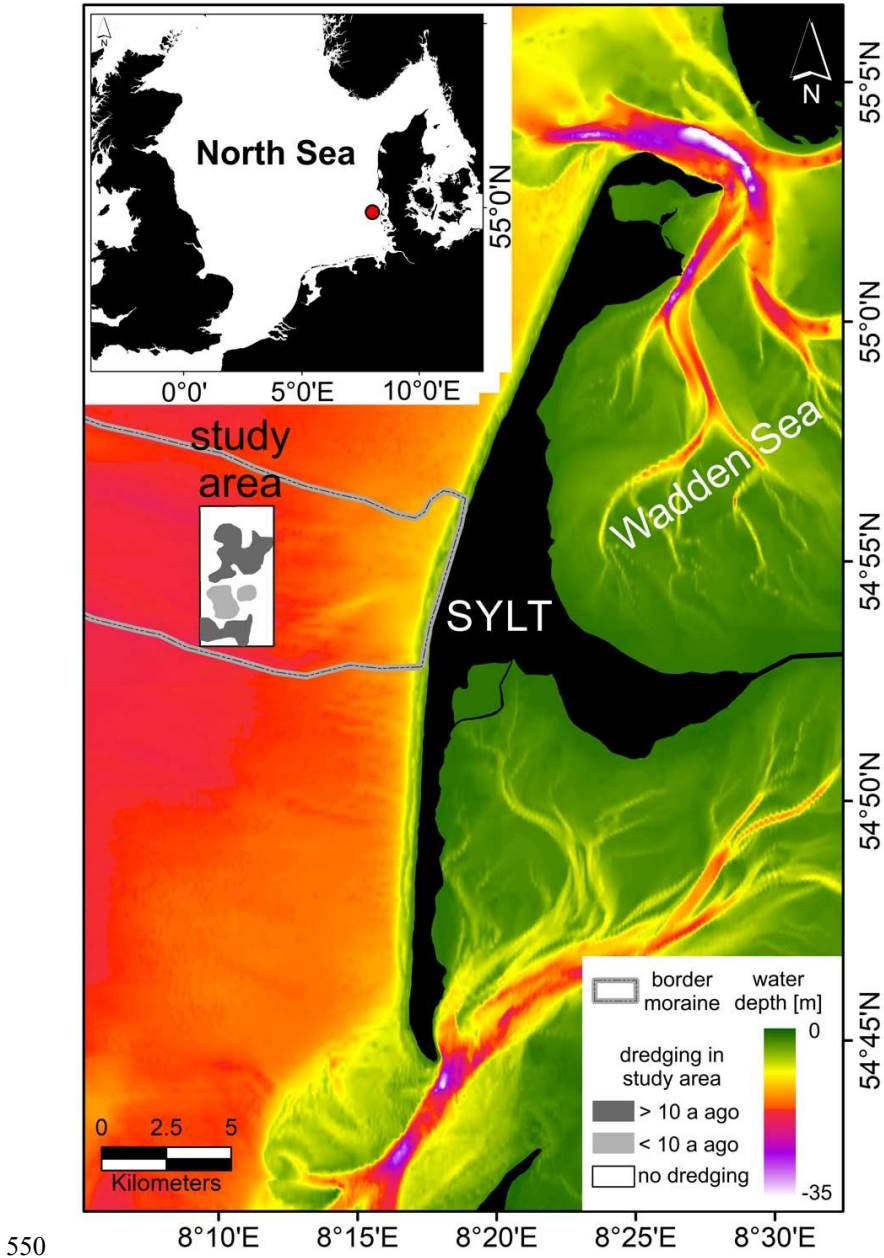 N
North Sea
55°0'N
0°0'
5°0'E
10°0'E
N
55°5'N
55°0'N
54°55'N
54°50'N
54°45'N
study
area
Wadden Sea
SYLT
border
moraine
water
depth [m]
0
-35
dredging in
study area
> 10 a ago
< 10 a ago
no dredging
0 2.5 5
Kilometers
8°10'E 8°15'E 8°20'E 8°25'E 8°30'E
550